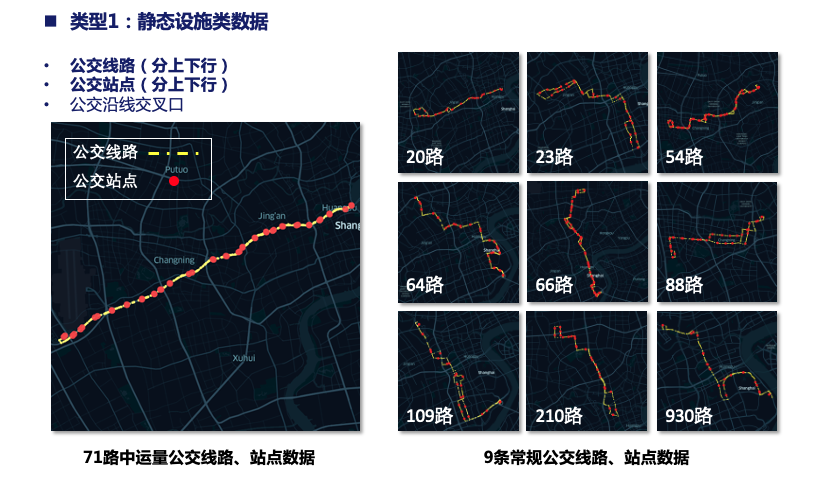 ■ 类型1：静态设施类数据
• 公交线路（分上下行）
• 公交站点（分上下行）
• 公交沿线交叉口
公交线路
公交站点
Putuo
Jing'an
Huangpu
Shang
Changning
Xuhui
20路
23路
54路
64路
66路
88路
109路
210路
930路
71路中运量公交线路、站点数据
9条常规公交线路、站点数据